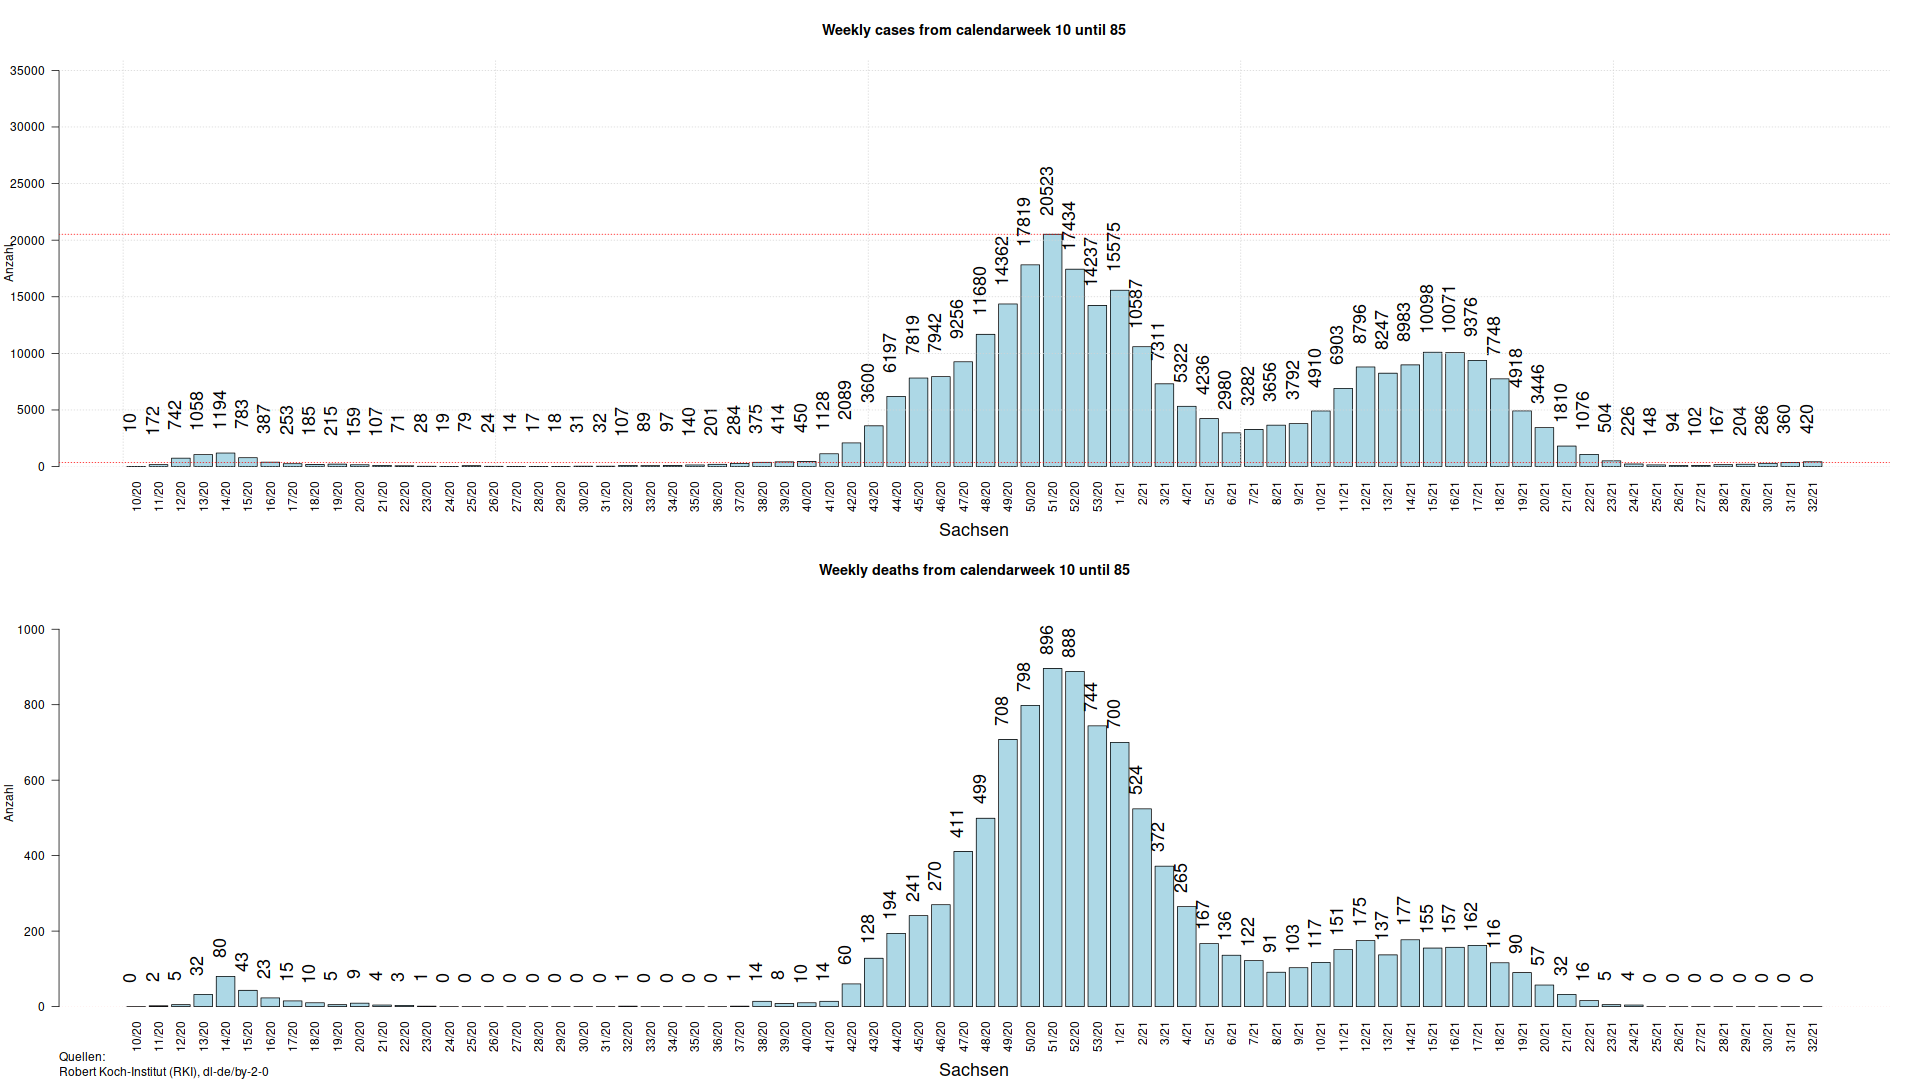 Weekly cases from calendarweek 10 until 85
Anzahl
35000
30000
25000
20000
15000
10000
5000
0
10 172 742 1058 1194 783 387 253 185 215 159 107 71 28 19 79 24 14 17 18 31 32 107 89 97 140 201 284 375 414 450 1128 2089 3600 6197 7819 7942 9256 11680 14362 17819 20523 17434 14237 15575 10587 7311 5322 4236 2980 3282 3656 3792 4910 6903 8796 8247 8983 10098 10071 9376 7748 4918 3446 1810 1076 504 226 148 94 102 167 204 286 360 420
10/20 11/20 12/20 13/20 14/20 15/20 16/20 17/20 18/20 19/20 20/20 21/20 22/20 23/20 24/20 25/20 26/20 27/20 28/20 29/20 30/20 31/20 32/20 33/20 34/20 35/20 36/20 37/20 38/20 39/20 40/20 41/20 42/20 43/20 44/20 45/20 46/20 47/20 48/20 49/20 50/20 51/20 52/20 53/20 1/21 2/21 3/21 4/21 5/21 6/21 7/21 8/21 9/21 10/21 11/21 12/21 13/21 14/21 15/21 16/21 17/21 18/21 19/21 20/21 21/21 22/21 23/21 24/21 25/21 26/21 27/21 28/21 29/21 30/21 31/21 32/21
Sachsen
Weekly deaths from calendarweek 10 until 85
Anzahl
1000
800
600
400
200
0
0 2 5 32 80 43 23 15 10 5 9 4 3 1 0 0 0 0 0 0 0 0 1 0 0 0 0 1 14 8 10 14 60 128 194 241 270 411 499 708 798 896 888 744 700 524 372 265 167 136 122 91 103 117 151 175 137 177 155 157 162 116 90 57 32 16 5 4 0 0 0 0 0 0 0 0
10/20 11/20 12/20 13/20 14/20 15/20 16/20 17/20 18/20 19/20 20/20 21/20 22/20 23/20 24/20 25/20 26/20 27/20 28/20 29/20 30/20 31/20 32/20 33/20 34/20 35/20 36/20 37/20 38/20 39/20 40/20 41/20 42/20 43/20 44/20 45/20 46/20 47/20 48/20 49/20 50/20 51/20 52/20 53/20 1/21 2/21 3/21 4/21 5/21 6/21 7/21 8/21 9/21 10/21 11/21 12/21 13/21 14/21 15/21 16/21 17/21 18/21 19/21 20/21 21/21 22/21 23/21 24/21 25/21 26/21 27/21 28/21 29/21 30/21 31/21 32/21
Sachsen
Quellen:
Robert Koch-Institut (RKI), dl-de/by-2-0